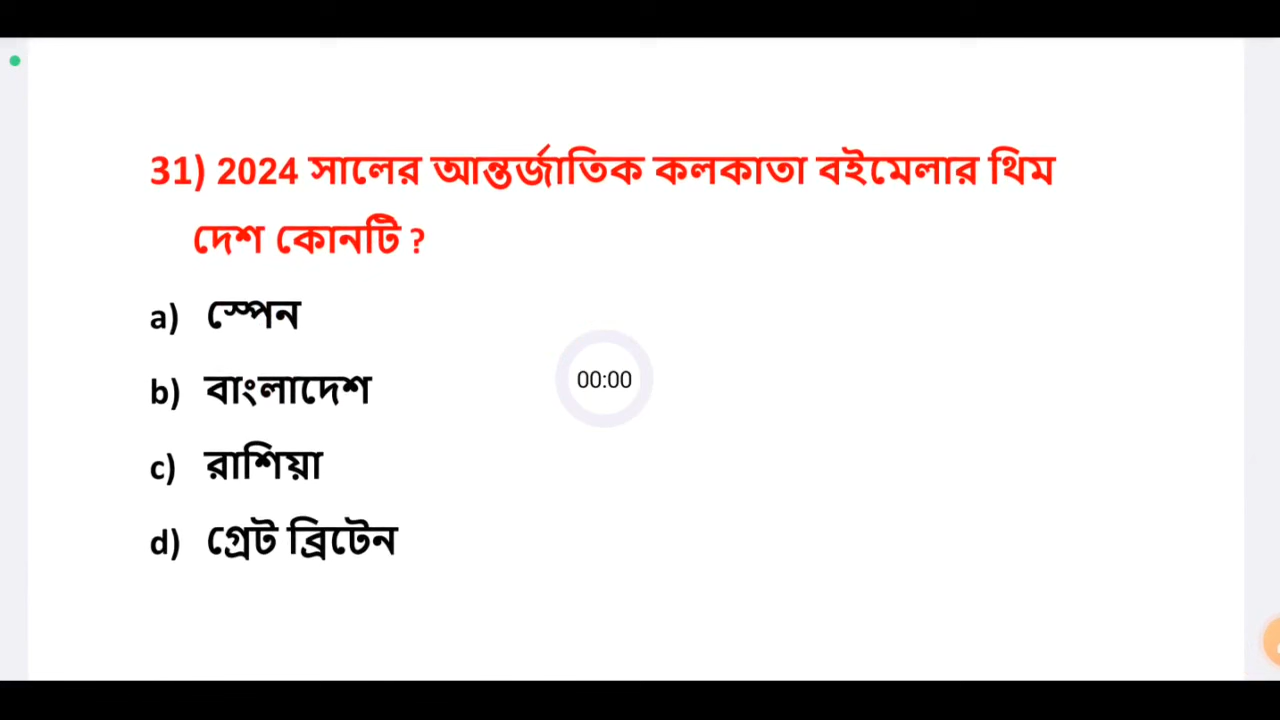 31) 2024 সালের আন্তর্জাতিক কলকাতা বইমেলার থিম
দেশ কোনটি ?
a) স্পেন
b) বাংলাদেশ
00:00
c) রাশিয়া
d) গ্রেট ব্রিটেন